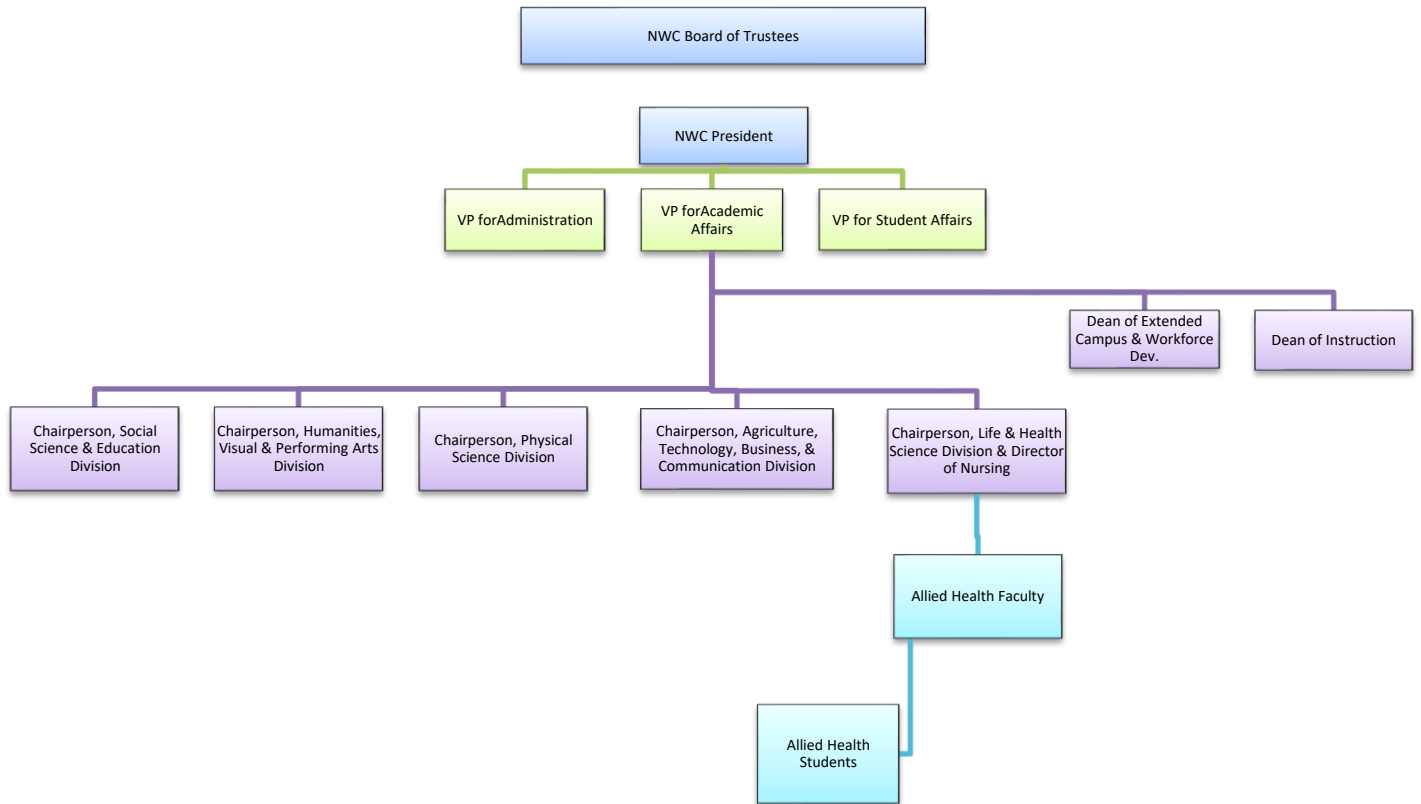 NWC Board of Trustees
NWC President
VP forAdministration
VP forAcademic
Affairs
VP for Student Affairs
Dean of Extended
Campus & Workforce
Dev.
Dean of Instruction
Chairperson, Social
Science & Education
Division
Chairperson, Humanities,
Visual & Performing Arts
Division
Chairperson, Physical
Science Division
Chairperson, Agriculture,
Technology, Business, &
Communication Division
Chairperson, Life & Health
Science Division & Director
of Nursing
Allied Health Faculty
Allied Health
Students